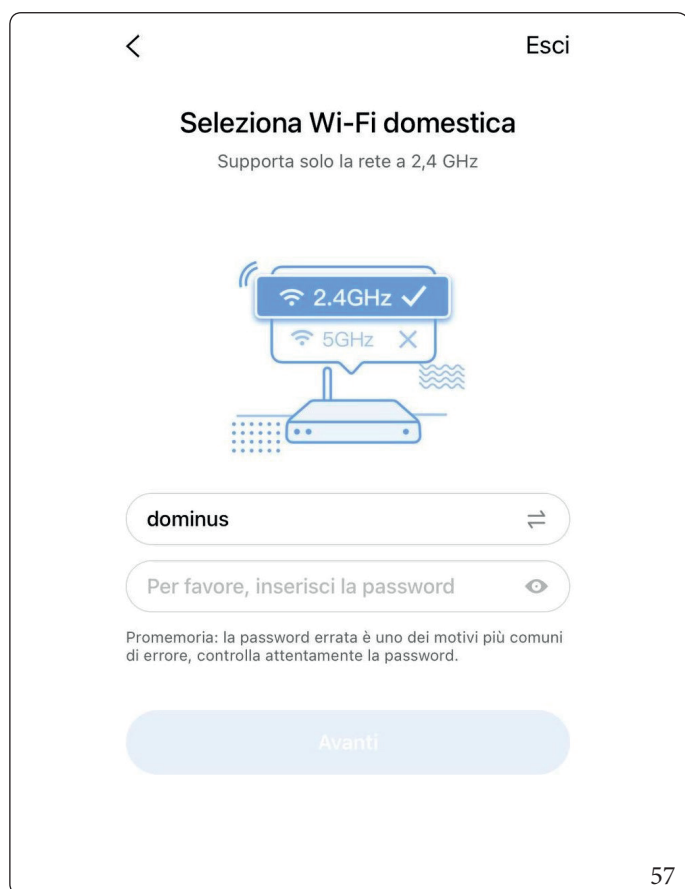 Esci
Seleziona Wi-Fi domestica
Supporta solo la rete a 2,4 GHz
2.4GHz
5GHz
dominus
Per favore, inserisci la password
Promemoria: la password errata è uno dei motivi più comuni
di errore, controlla attentamente la password.
Avanti
57